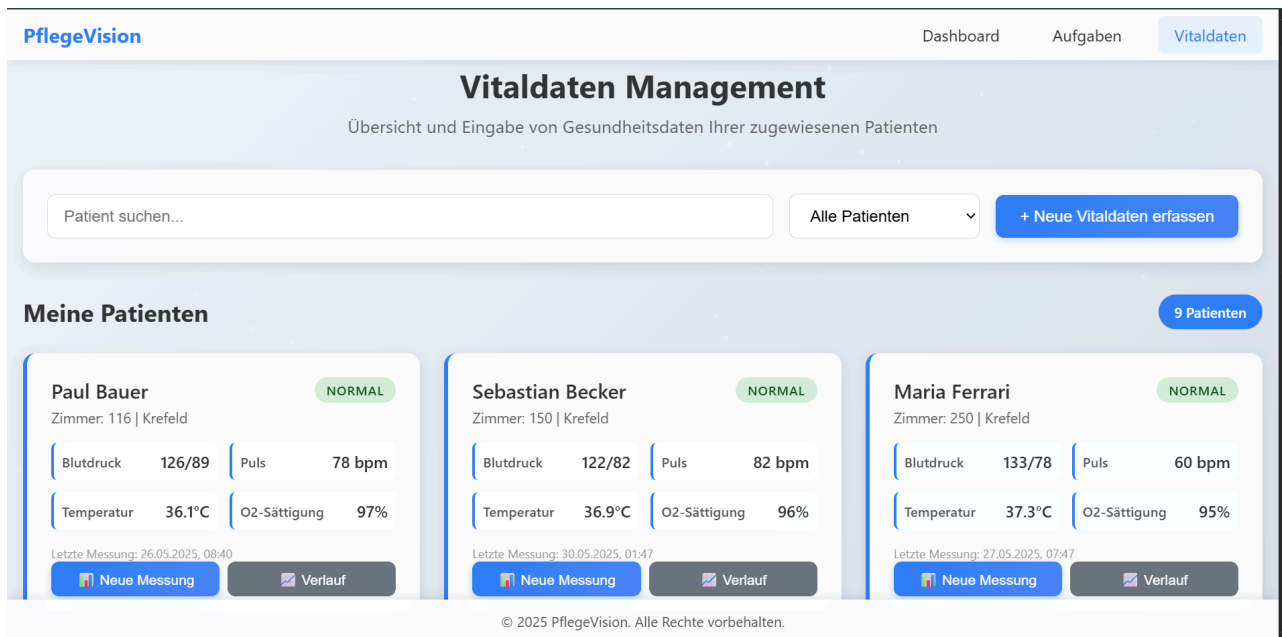 PflegeVision Dashboard Aufgaben Vitaldaten
Vitaldaten Management
Übersicht und Eingabe von Gesundheitsdaten Ihrer zugewiesenen Patienten
Patient suchen... Alle Patienten + Neue Vitaldaten erfassen
Meine Patienten 9 Patienten
Paul Bauer NORMAL
Zimmer: 116 | Krefeld
Blutdruck 126/89 Puls 78 bpm
Temperatur 36.1°C O2-Sättigung 97%
Letzte Messung: 26.05.2025, 08:40
Neue Messung Verlauf
Sebastian Becker NORMAL
Zimmer: 150 | Krefeld
Blutdruck 122/82 Puls 82 bpm
Temperatur 36.9°C O2-Sättigung 96%
Letzte Messung: 30.05.2025, 01:47
Neue Messung Verlauf
Maria Ferrari NORMAL
Zimmer: 250 | Krefeld
Blutdruck 133/78 Puls 60 bpm
Temperatur 37.3°C O2-Sättigung 95%
Letzte Messung: 27.05.2025, 07:47
Neue Messung Verlauf
© 2025 PflegeVision. Alle Rechte vorbehalten.